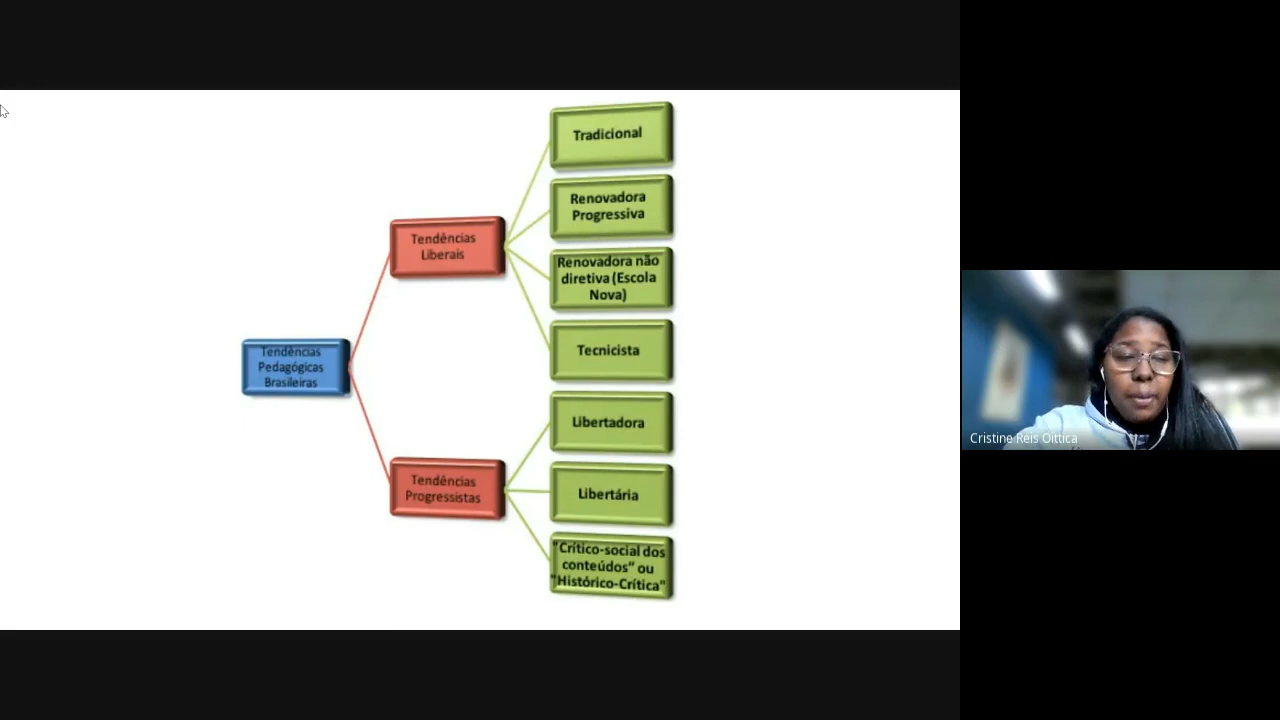 Tradicional
Renovadora
Progressiva
Tendências
Liberais
Renovadora não
diretiva (Escola
Nova)
Tecnicista
Tendências
Pedagógicas
Brasileiras
Libertadora
Tendências
Progressistas
Libertária
"Crítico-social dos
conteúdos" ou
"Histórico-Crítica"
Cristine Reis Oittica